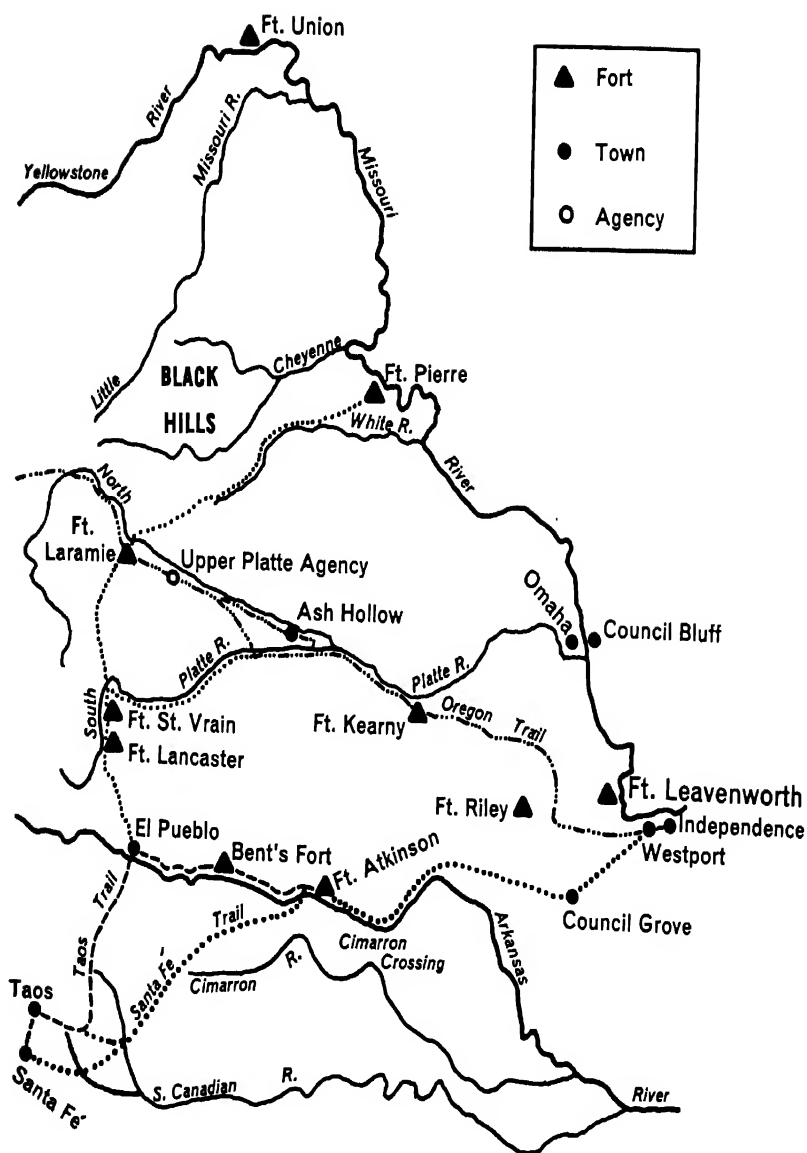 Ft. Union
Fort
Town
Agency
Yellowstone
River
Missouri R.
Missouri
Little
BLACK
HILLS
Cheyenne
Ft. Pierre
White R.
River
North
Ft.
Laramie
Upper Platte Agency
Ash Hollow
Omaha
Council Bluff
Platte R.
Platte R.
South
Ft. St. Vrain
Ft. Lancaster
Ft. Kearny
Oregon
Trail
Ft. Riley
Ft. Leavenworth
Independence
Westport
El Pueblo
Bent's Fort
Ft. Atkinson
Council Grove
Trail
Taos
Trail
Santa Fé
Cimarron
Crossing
Cimarron
R.
Arkansas
Taos
Santa Fé
S. Canadian
R.
River